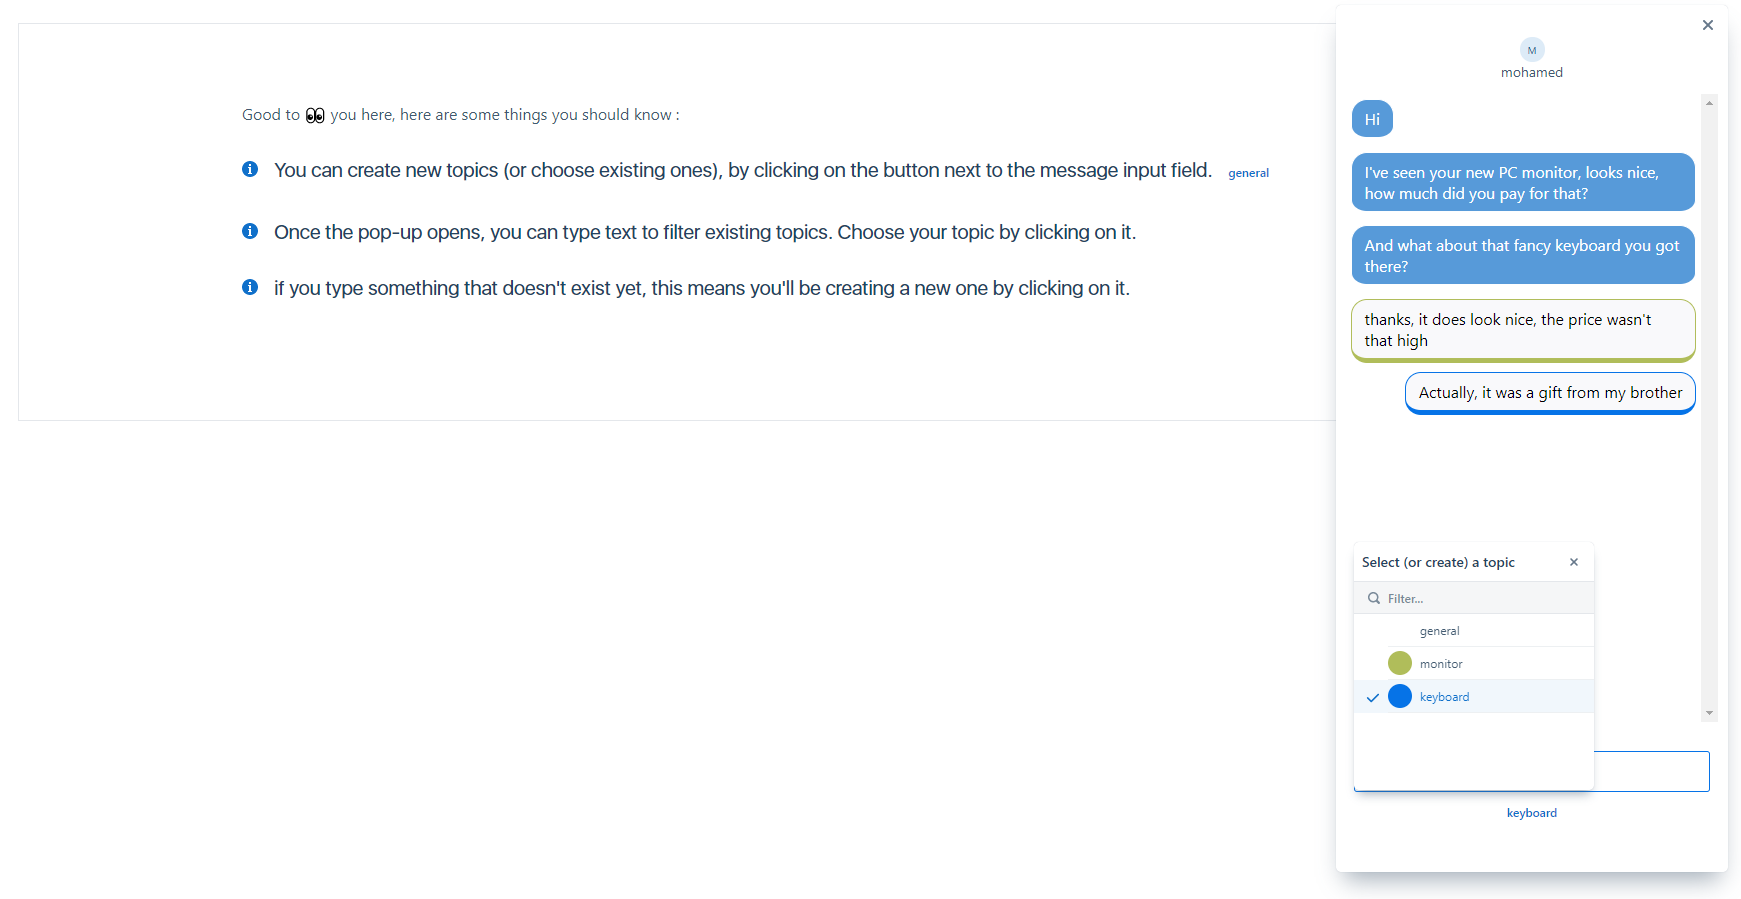 Good to 👀 you here, here are some things you should know :
You can create new topics (or choose existing ones), by clicking on the button next to the message input field. general
Once the pop-up opens, you can type text to filter existing topics. Choose your topic by clicking on it.
if you type something that doesn't exist yet, this means you'll be creating a new one by clicking on it.
M
mohamed
Hi
I've seen your new PC monitor, looks nice,
how much did you pay for that?
And what about that fancy keyboard you got
there?
thanks, it does look nice, the price wasn't
that high
Actually, it was a gift from my brother
Select (or create) a topic
Filter...
general
monitor
keyboard
keyboard